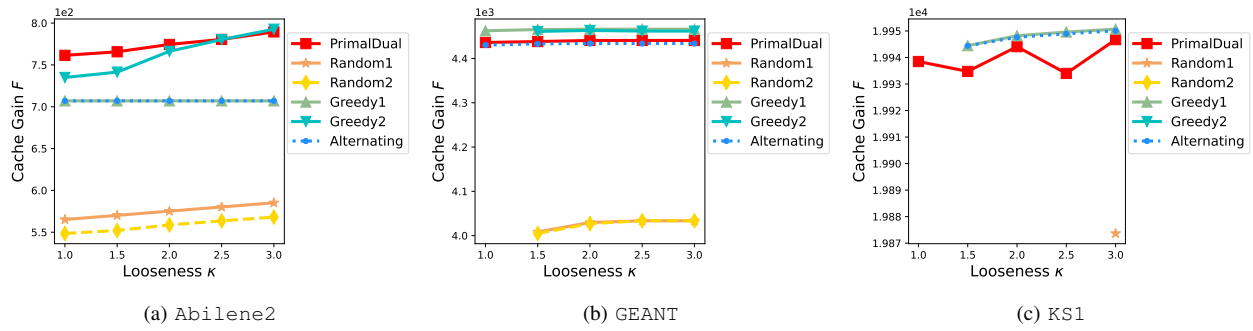 1e2
8.0
7.5
7.0
6.5
6.0
5.5
Cache Gain F
1.0 1.5 2.0 2.5 3.0
Looseness κ
PrimalDual
Random1
Random2
Greedy1
Greedy2
Alternating
(a) Abilene2
1e3
4.4
4.3
4.2
4.1
4.0
Cache Gain F
1.0 1.5 2.0 2.5 3.0
Looseness κ
PrimalDual
Random1
Random2
Greedy1
Greedy2
Alternating
(b) GEANT
1e4
1.995
1.994
1.993
1.992
1.991
1.990
1.989
1.988
1.987
Cache Gain F
1.0 1.5 2.0 2.5 3.0
Looseness κ
PrimalDual
Random1
Random2
Greedy1
Greedy2
Alternating
(c) KS1